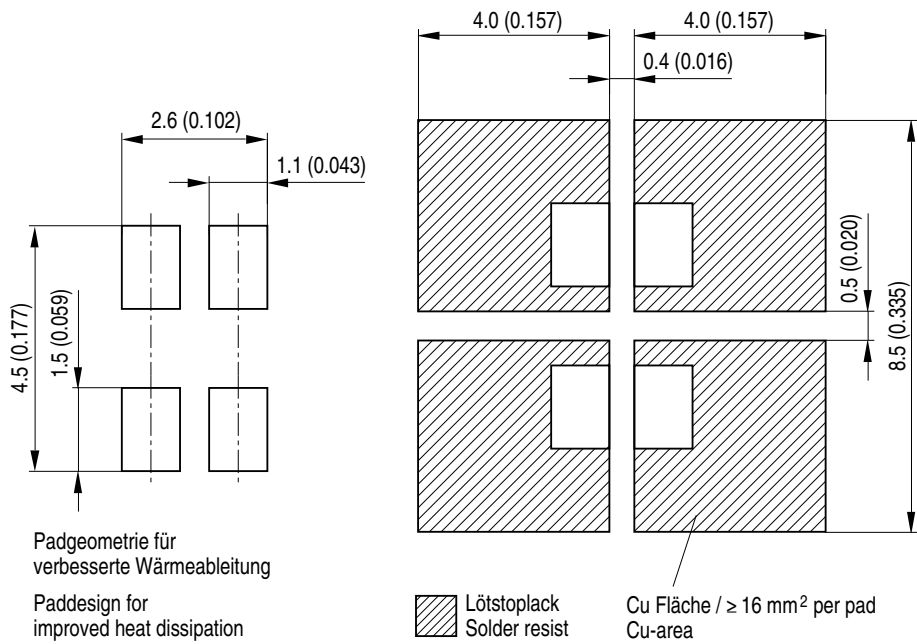 4.0 (0.157)
4.0 (0.157)
0.4 (0.016)
2.6 (0.102)
1.1 (0.043)
4.5 (0.177)
1.5 (0.059)
0.5 (0.020)
8.5 (0.335)
Padgeometrie für
verbesserte Wärmeableitung
Paddesign for
improved heat dissipation
Lötstoplack
Solder resist
Cu Fläche / ≥ 16 mm² per pad
Cu-area